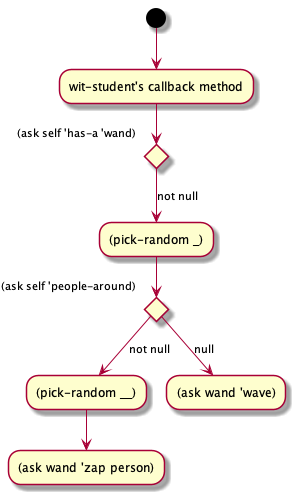 wit-student's callback method
(ask self 'has-a 'wand)
not null
(pick-random _)
(ask self 'people-around)
not null
null
(pick-random __)
(ask wand 'wave)
(ask wand 'zap person)